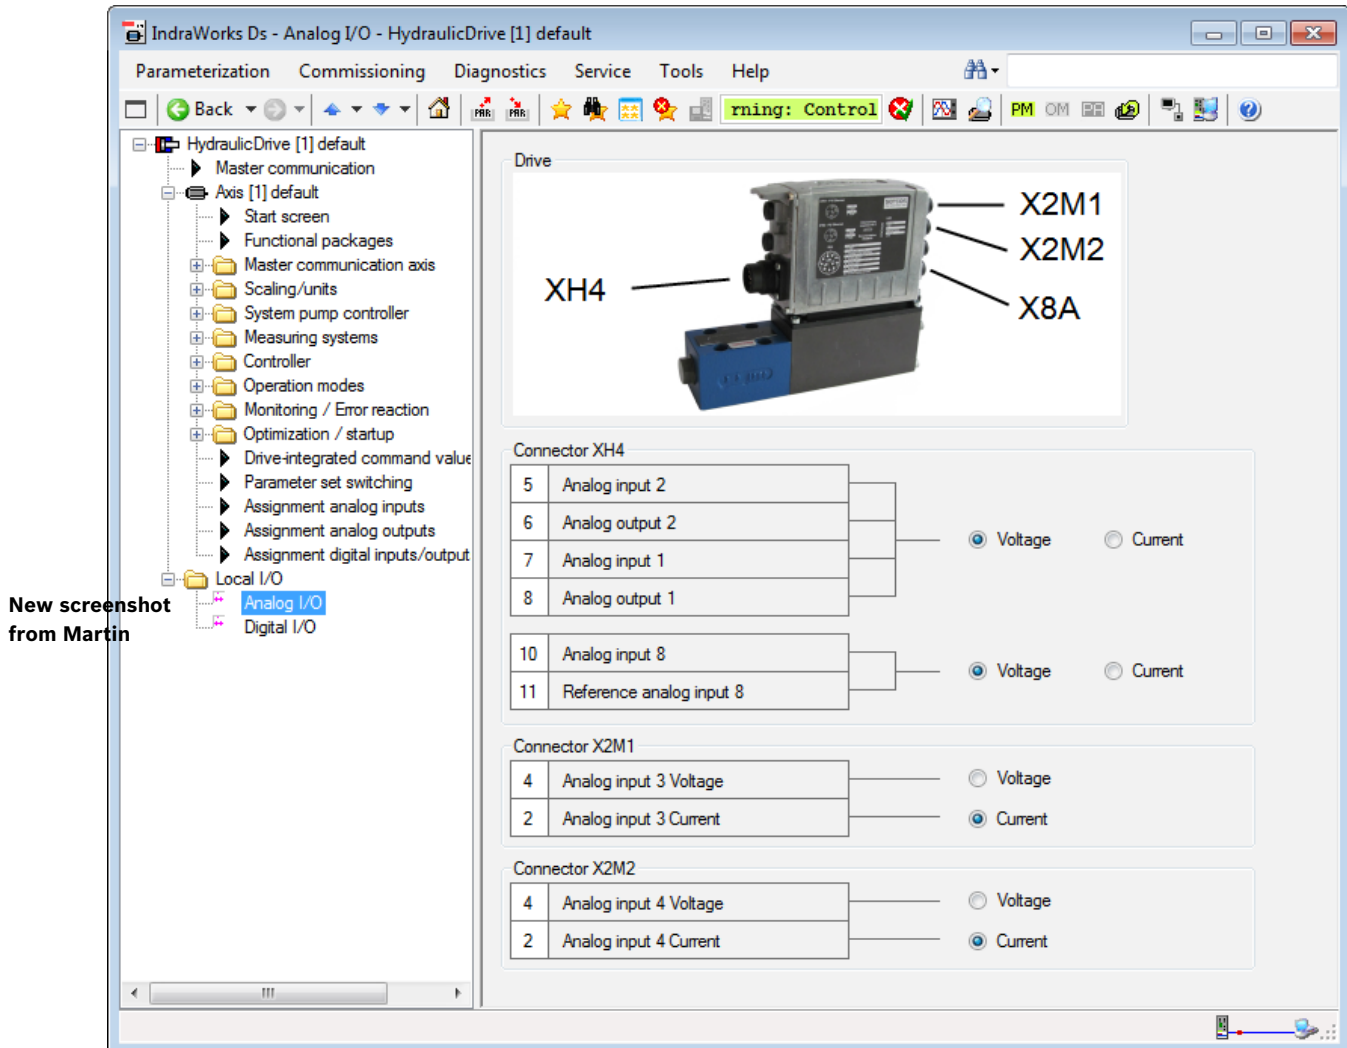 IndraWorks Ds - Analog I/O - HydraulicDrive [1] default
Parameterization Commissioning Diagnostics Service Tools Help
Back PAR PAR rning: Control PM OM
HydraulicDrive [1] default
Master communication
Axis [1] default
Start screen
Functional packages
Master communication axis
Scaling/units
System pump controller
Measuring systems
Controller
Operation modes
Monitoring / Error reaction
Optimization / startup
Drive-integrated command value
Parameter set switching
Assignment analog inputs
Assignment analog outputs
Assignment digital inputs/output
Local I/O
Analog I/O
Digital I/O
New screenshot
from Martin
Drive
XH4
X2M1
X2M2
X8A
Connector XH4
5 Analog input 2
6 Analog output 2
7 Analog input 1
8 Analog output 1
Voltage Current
10 Analog input 8
11 Reference analog input 8
Voltage Current
Connector X2M1
4 Analog input 3 Voltage Voltage
2 Analog input 3 Current Current
Connector X2M2
4 Analog input 4 Voltage Voltage
2 Analog input 4 Current Current